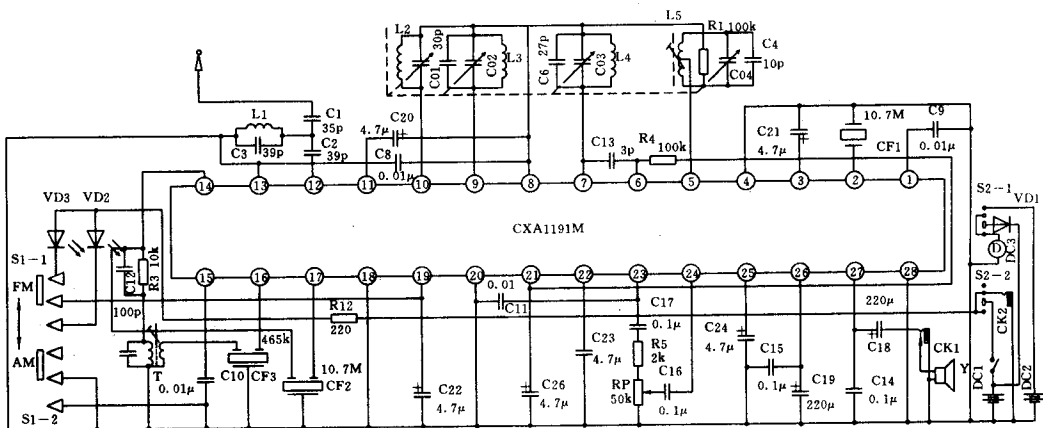 L2 L5 R1 100k
30p 27p C4
C01 C02 L3 C6 C03 L4 C04 10p
L1 C1 35p 4.7μ C20 10.7M C9
C3 39p C2 39p C8 0.01μ C13 3p R4 100k C21 4.7μ CF1 0.01μ
14 13 12 11 10 9 8 7 6 5 4 3 2 1
VD3 VD2 S2-1 VD1
CXA1191M
S1-1 C12 R3 10k D DC3
FM 15 16 17 18 19 20 21 22 23 24 25 26 27 28 S2-2
100p R12 220 0.01 C11 C17 0.1μ 220μ CK2
465k C18
AM C23 4.7μ R5 2k C24 4.7μ C15 CK1
T 0.01μ C10 CF3 10.7M CF2 C22 4.7μ C26 4.7μ RP 50k C16 0.1μ 0.1μ C19 220μ C14 0.1μ Y DC1 DC2
S1-2